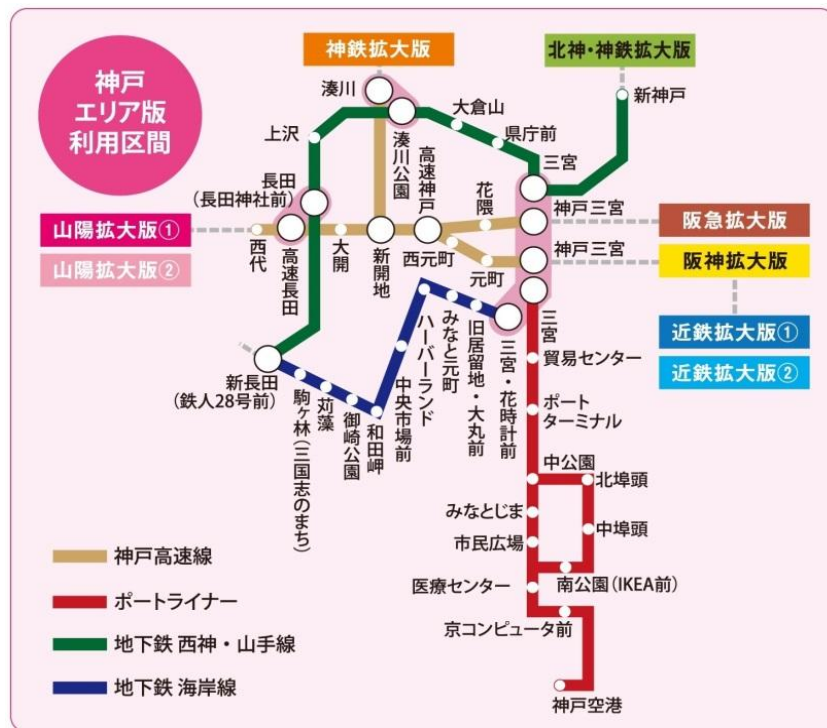 神戸
エリア版
利用区間
神鉄拡大版
北神・神鉄拡大版
湊川
新神戸
大倉山
県庁前
上沢
湊川公園
高速神戸
三宮
長田
(長田神社前)
花隈
神戸三宮
阪急拡大版
山陽拡大版①
山陽拡大版②
西代
高速長田
大開
新開地
西元町
元町
神戸三宮
阪神拡大版
三宮
近鉄拡大版①
近鉄拡大版②
新長田
(鉄人28号前)
駒ヶ林(三国志のまち)
苅藻
御崎公園
和田岬
中央市場前
ハーバーランド
みなと元町
旧居留地・大丸前
三宮・花時計前
貿易センター
ポート
ターミナル
中公園
北埠頭
みなとじま
中埠頭
市民広場
医療センター
南公園(IKEA前)
京コンピュータ前
神戸空港
神戸高速線
ポートライナー
地下鉄 西神・山手線
地下鉄 海岸線